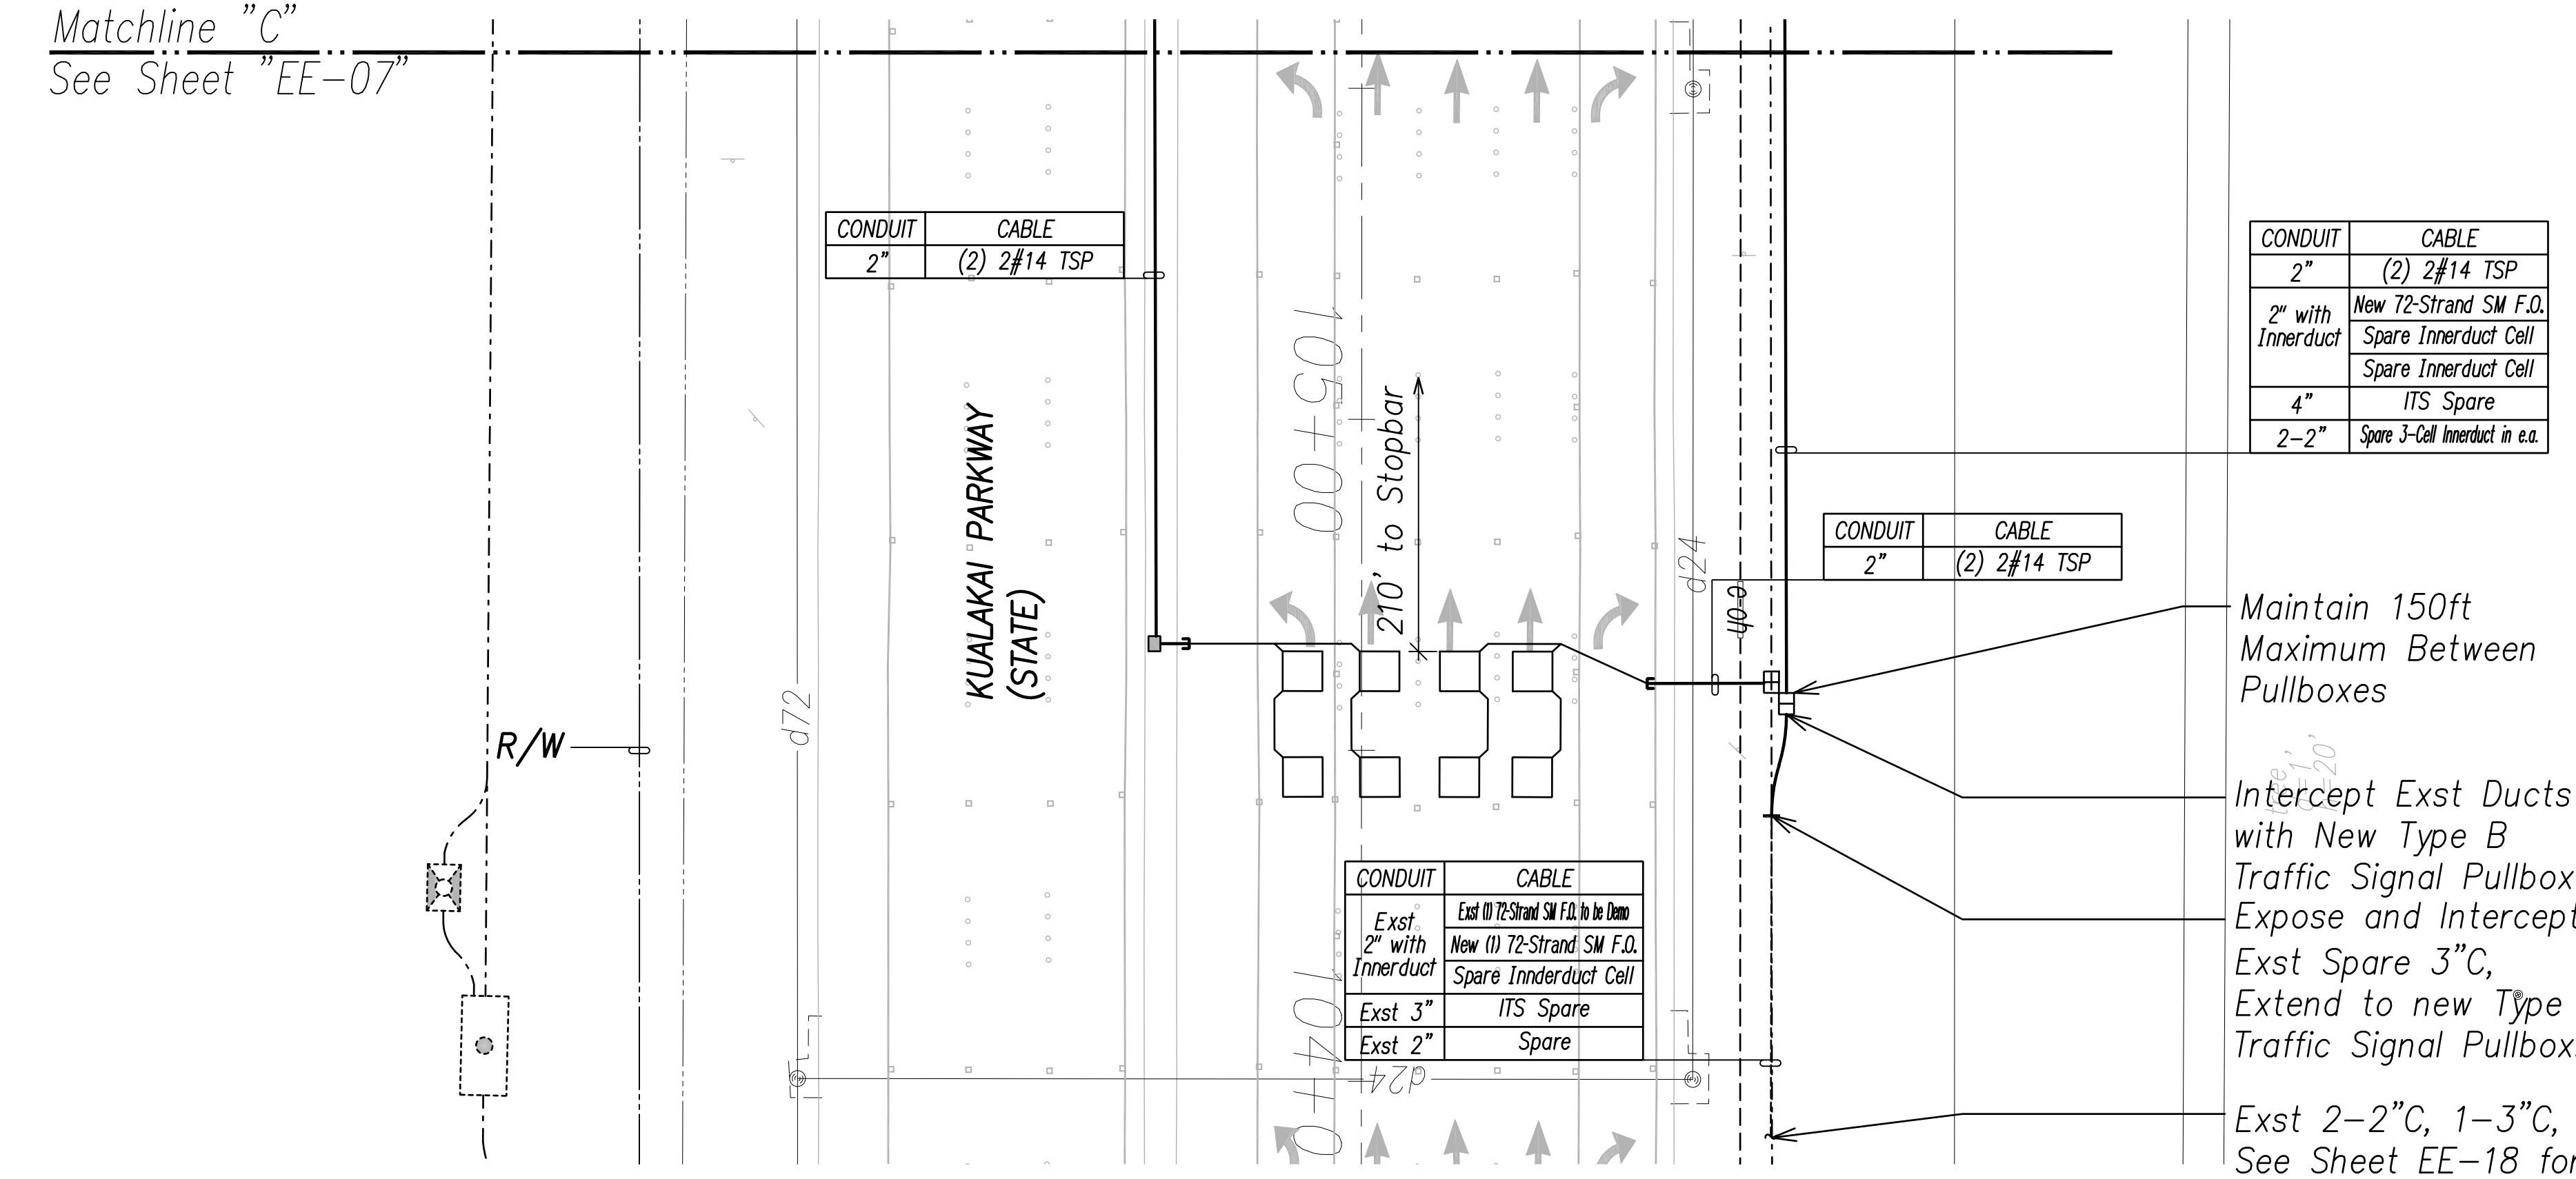 Matchline "C"
See Sheet "EE-07"
CONDUIT CABLE
2" (2) 2#14 TSP
CONDUIT CABLE
2" (2) 2#14 TSP
2" with Innerduct
New 72-Strand SM F.O.
Spare Innerduct Cell
Spare Innerduct Cell
4" ITS Spare
2-2" Spare 3-Cell Innerduct in e.a.
105+00
210' to Stopbar
KUALAKAI PARKWAY
(STATE)
d24
e04
CONDUIT CABLE
2" (2) 2#14 TSP
d72
R/W
Maintain 150ft
Maximum Between
Pullboxes
tree
d=1'
h=20'
Intercept Exst Ducts
with New Type B
Traffic Signal Pullbox
Expose and Intercept
Exst Spare 3"C,
Extend to new Type
Traffic Signal Pullbox
CONDUIT CABLE
Exst
2" with
Innerduct
Exst (1) 72-Strand SM F.O. to be Demo
New (1) 72-Strand SM F.O.
Spare Innderduct Cell
Exst 3" ITS Spare
Exst 2" Spare
d24
104+0
Exst 2-2"C, 1-3"C,
See Sheet EE-18 for